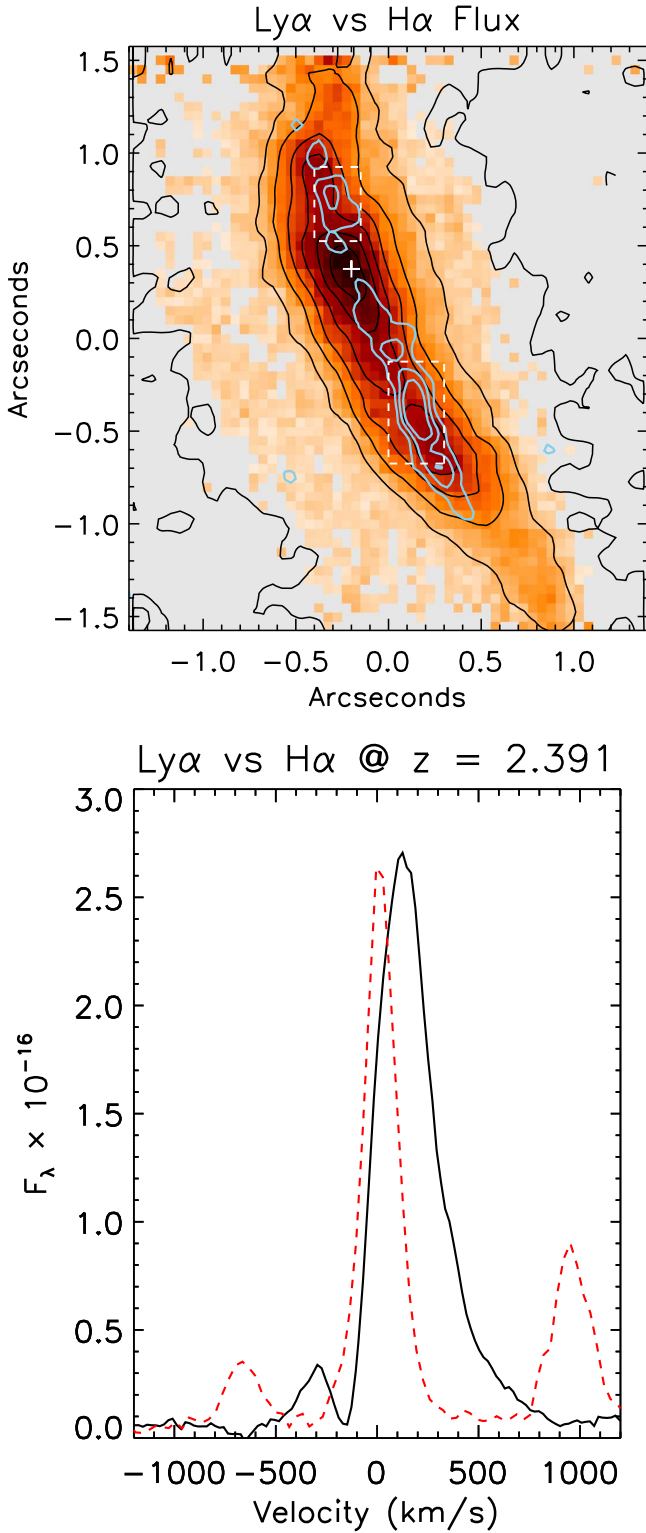 Lyα vs Hα Flux
1.5
1.0
0.5
0.0
−0.5
−1.0
−1.5
Arcseconds
−1.0 −0.5 0.0 0.5 1.0
Arcseconds
Lyα vs Hα @ z = 2.391
3.0
2.5
2.0
1.5
1.0
0.5
0.0
F_λ × 10^−16
−1000 −500 0 500 1000
Velocity (km/s)